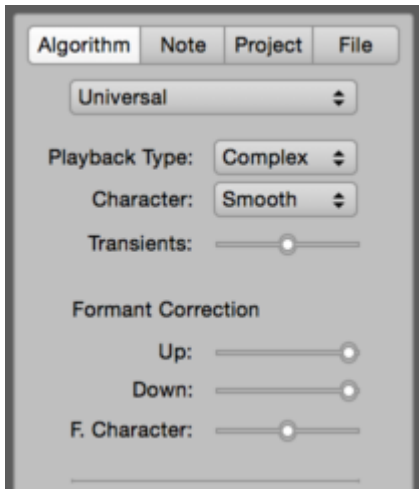 Algorithm Note Project File
Universal
Playback Type: Complex
Character: Smooth
Transients:
Formant Correction
Up:
Down:
F. Character: